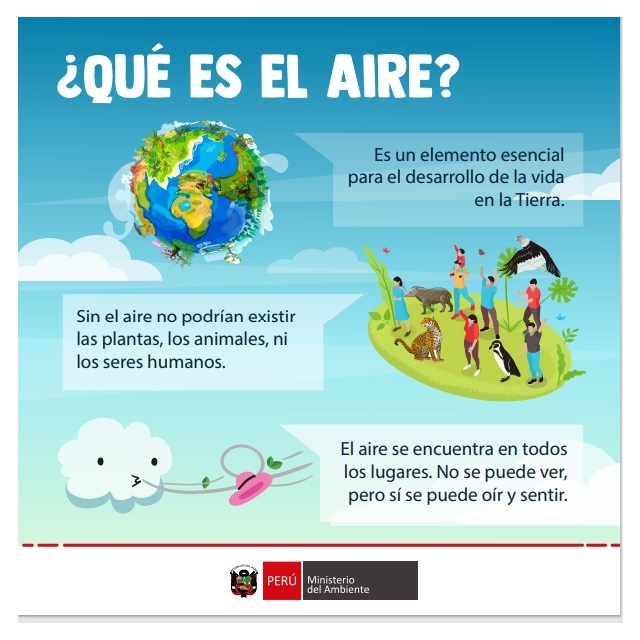 ¿QUÉ ES EL AIRE?
Es un elemento esencial
para el desarrollo de la vida
en la Tierra.
Sin el aire no podrían existir
las plantas, los animales, ni
los seres humanos.
El aire se encuentra en todos
los lugares. No se puede ver,
pero sí se puede oír y sentir.
PERÚ
Ministerio
del Ambiente